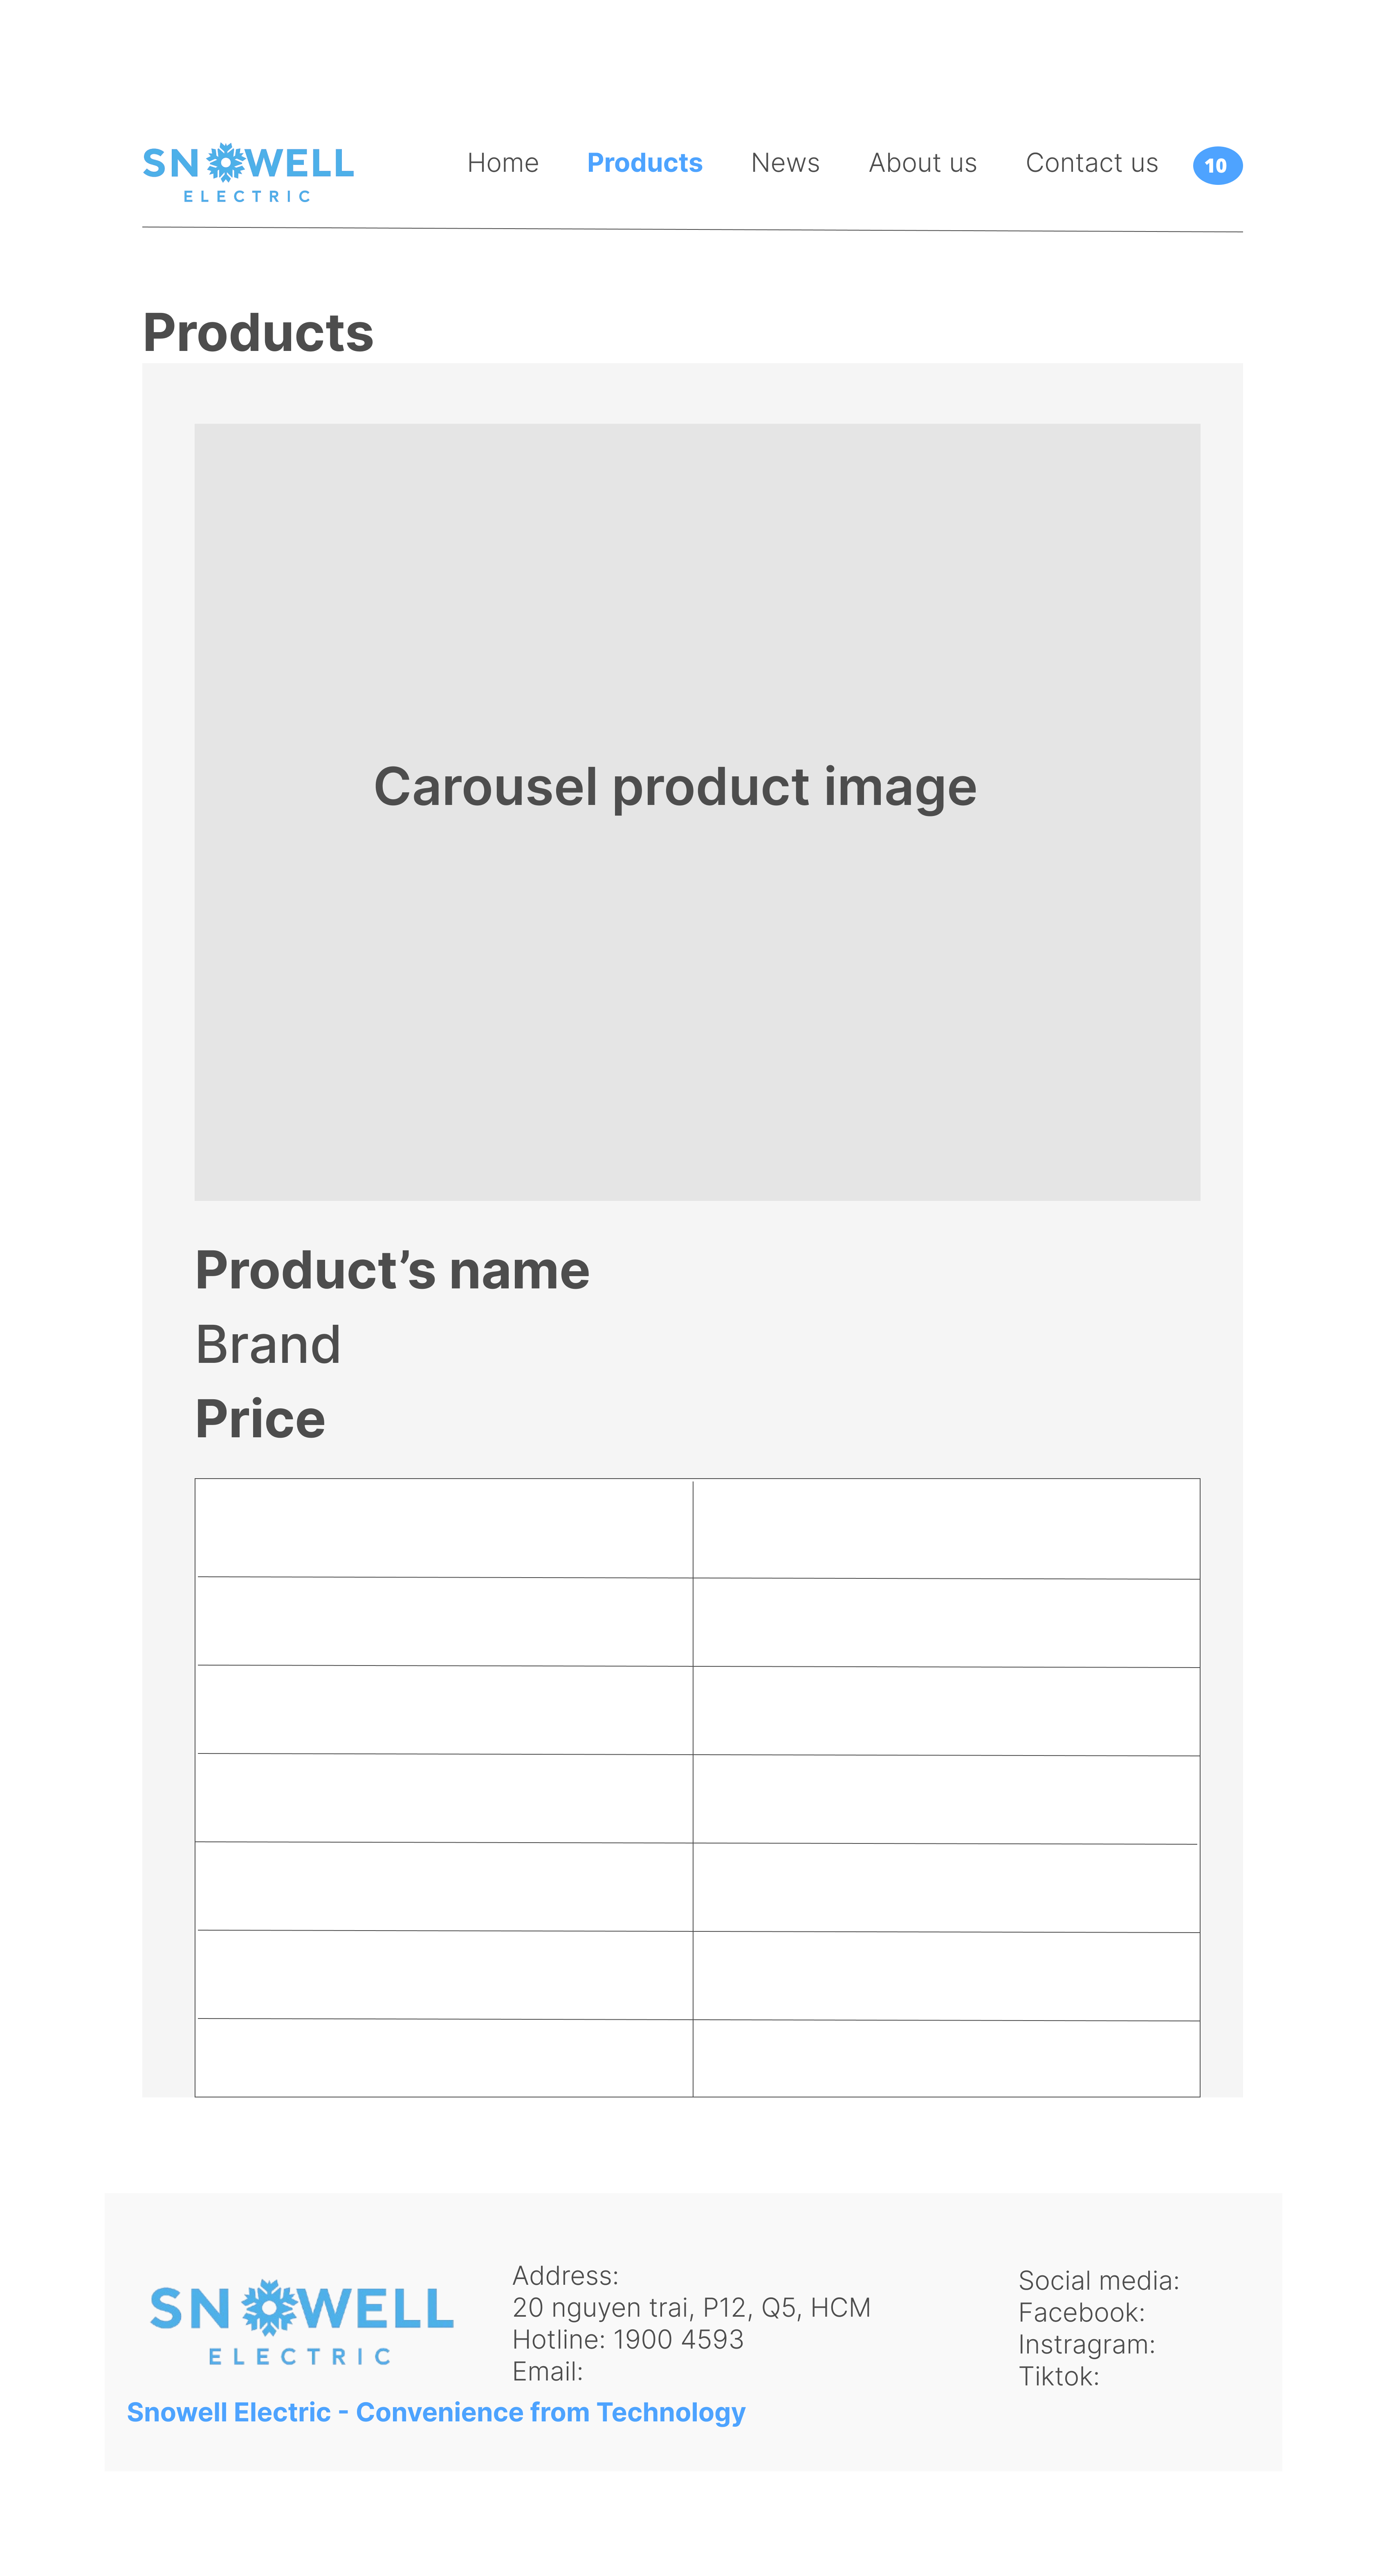 SNOWELL
ELECTRIC
Home Products News About us Contact us 10
Products
Carousel product image
Product’s name
Brand
Price
SNOWELL
ELECTRIC
Snowell Electric - Convenience from Technology
Address:
20 nguyen trai, P12, Q5, HCM
Hotline: 1900 4593
Email:
Social media:
Facebook:
Instragram:
Tiktok: